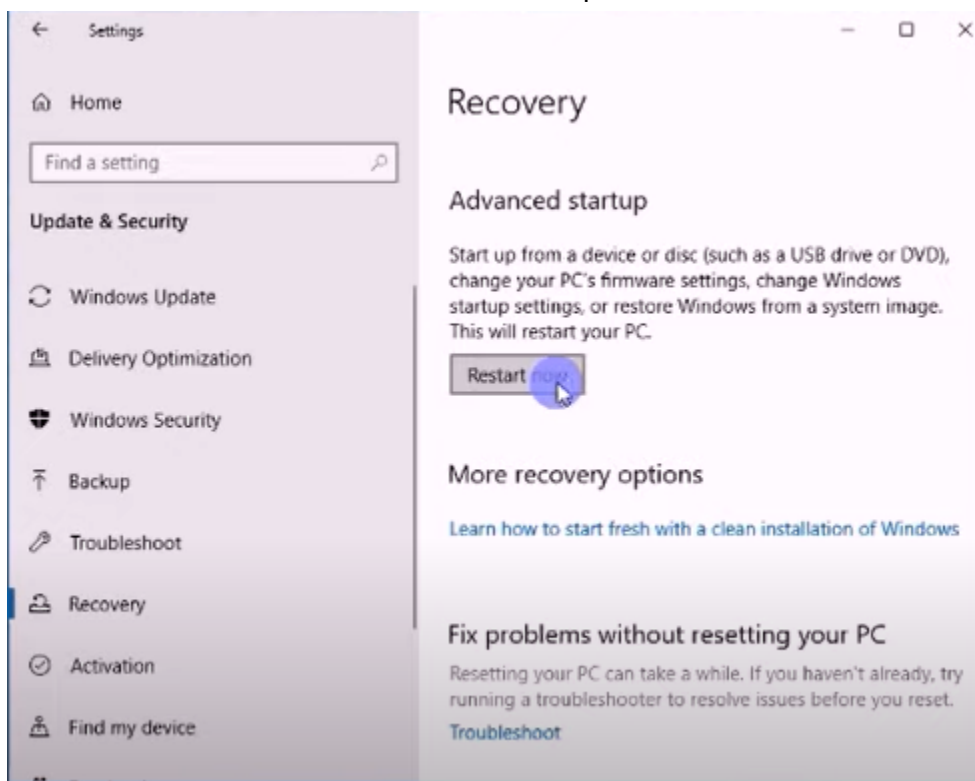 Settings
Home
Find a setting
Update & Security
Windows Update
Delivery Optimization
Windows Security
Backup
Troubleshoot
Recovery
Activation
Find my device
Recovery
Advanced startup
Start up from a device or disc (such as a USB drive or DVD),
change your PC's firmware settings, change Windows
startup settings, or restore Windows from a system image.
This will restart your PC.
Restart now
More recovery options
Learn how to start fresh with a clean installation of Windows
Fix problems without resetting your PC
Resetting your PC can take a while. If you haven't already, try
running a troubleshooter to resolve issues before you reset.
Troubleshoot